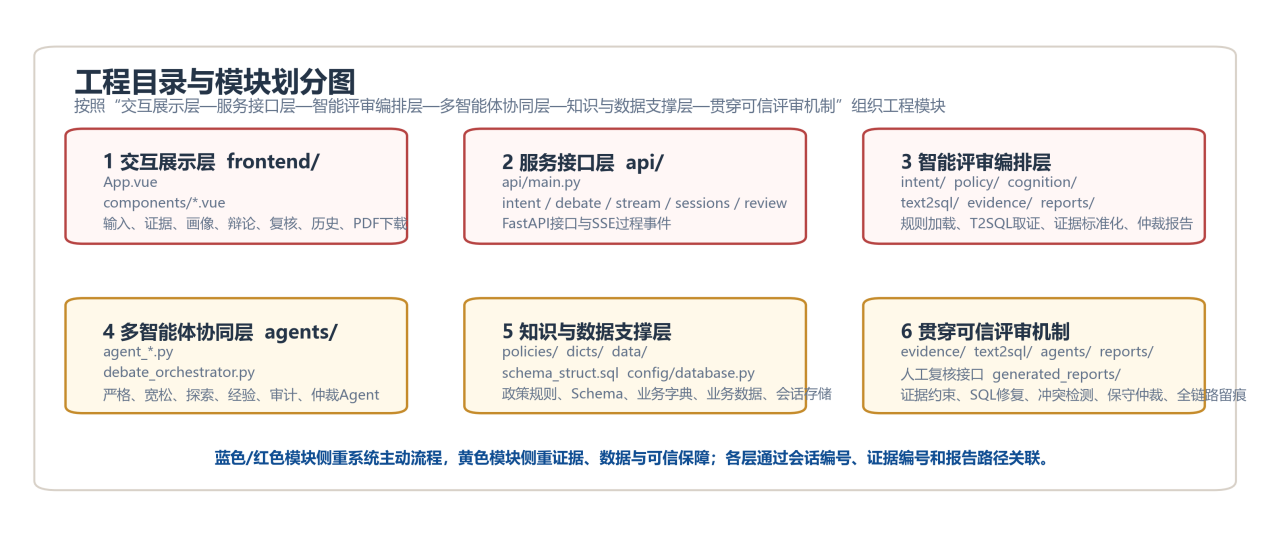 工程目录与模块划分图
按照“交互展示层—服务接口层—智能评审编排层—多智能体协同层—知识与数据支撑层—贯穿可信评审机制”组织工程模块
1 交互展示层 frontend/
App.vue
components/*.vue
输入、证据、画像、辩论、复核、历史、PDF下载
2 服务接口层 api/
api/main.py
intent / debate / stream / sessions / review
FastAPI接口与SSE过程事件
3 智能评审编排层
intent/ policy/ cognition/
text2sql/ evidence/ reports/
规则加载、T2SQL取证、证据标准化、仲裁报告
4 多智能体协同层 agents/
agent_*.py
debate_orchestrator.py
严格、宽松、探索、经验、审计、仲裁Agent
5 知识与数据支撑层
policies/ dicts/ data/
schema_struct.sql config/database.py
政策规则、Schema、业务字典、业务数据、会话存储
6 贯穿可信评审机制
evidence/ text2sql/ agents/ reports/
人工复核接口 generated_reports/
证据约束、SQL修复、冲突检测、保守仲裁、全链路留痕
蓝色/红色模块侧重系统主动流程，黄色模块侧重证据、数据与可信保障；各层通过会话编号、证据编号和报告路径关联。